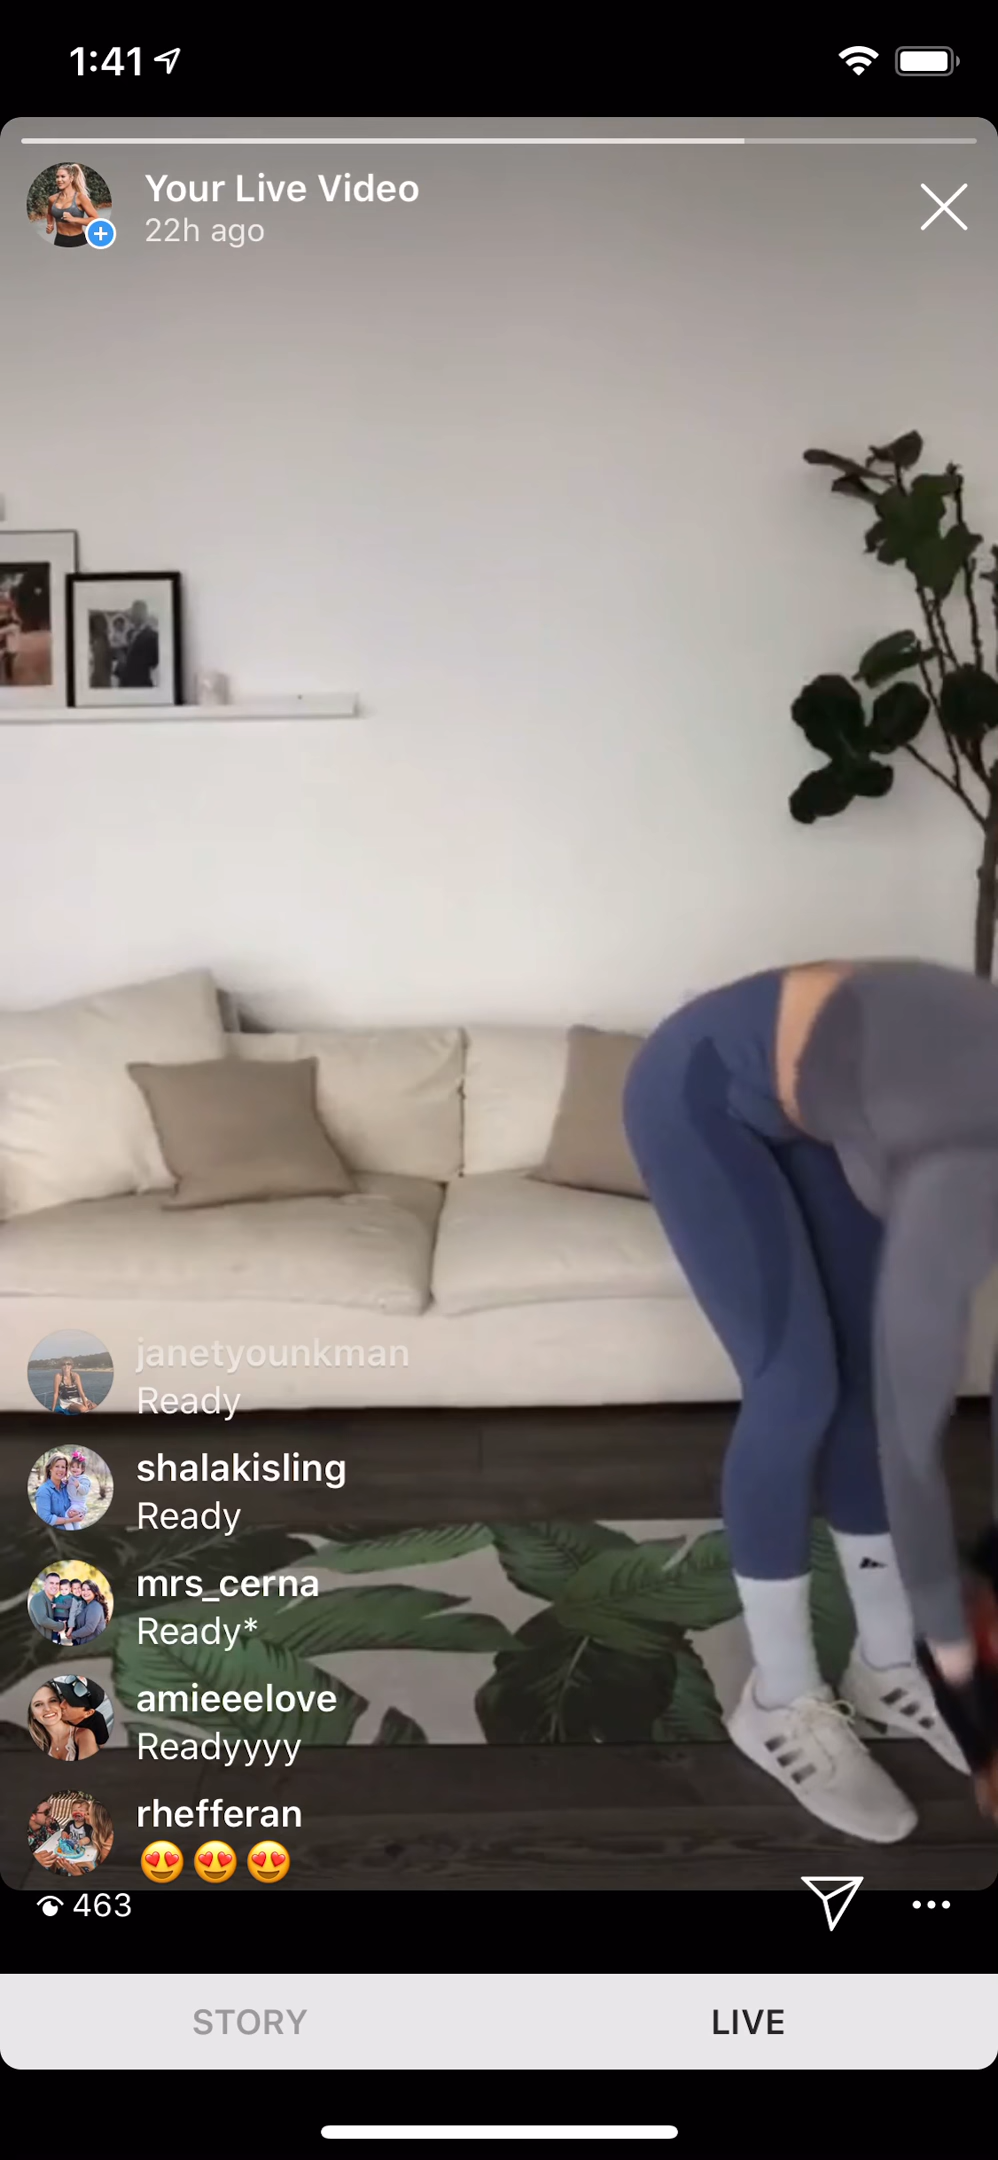 1:41
Your Live Video
22h ago
janetyounkman
Ready
shalakisling
Ready
mrs_cerna
Ready*
amieeelove
Readyyyy
rhefferan
😍😍😍
463
STORY
LIVE